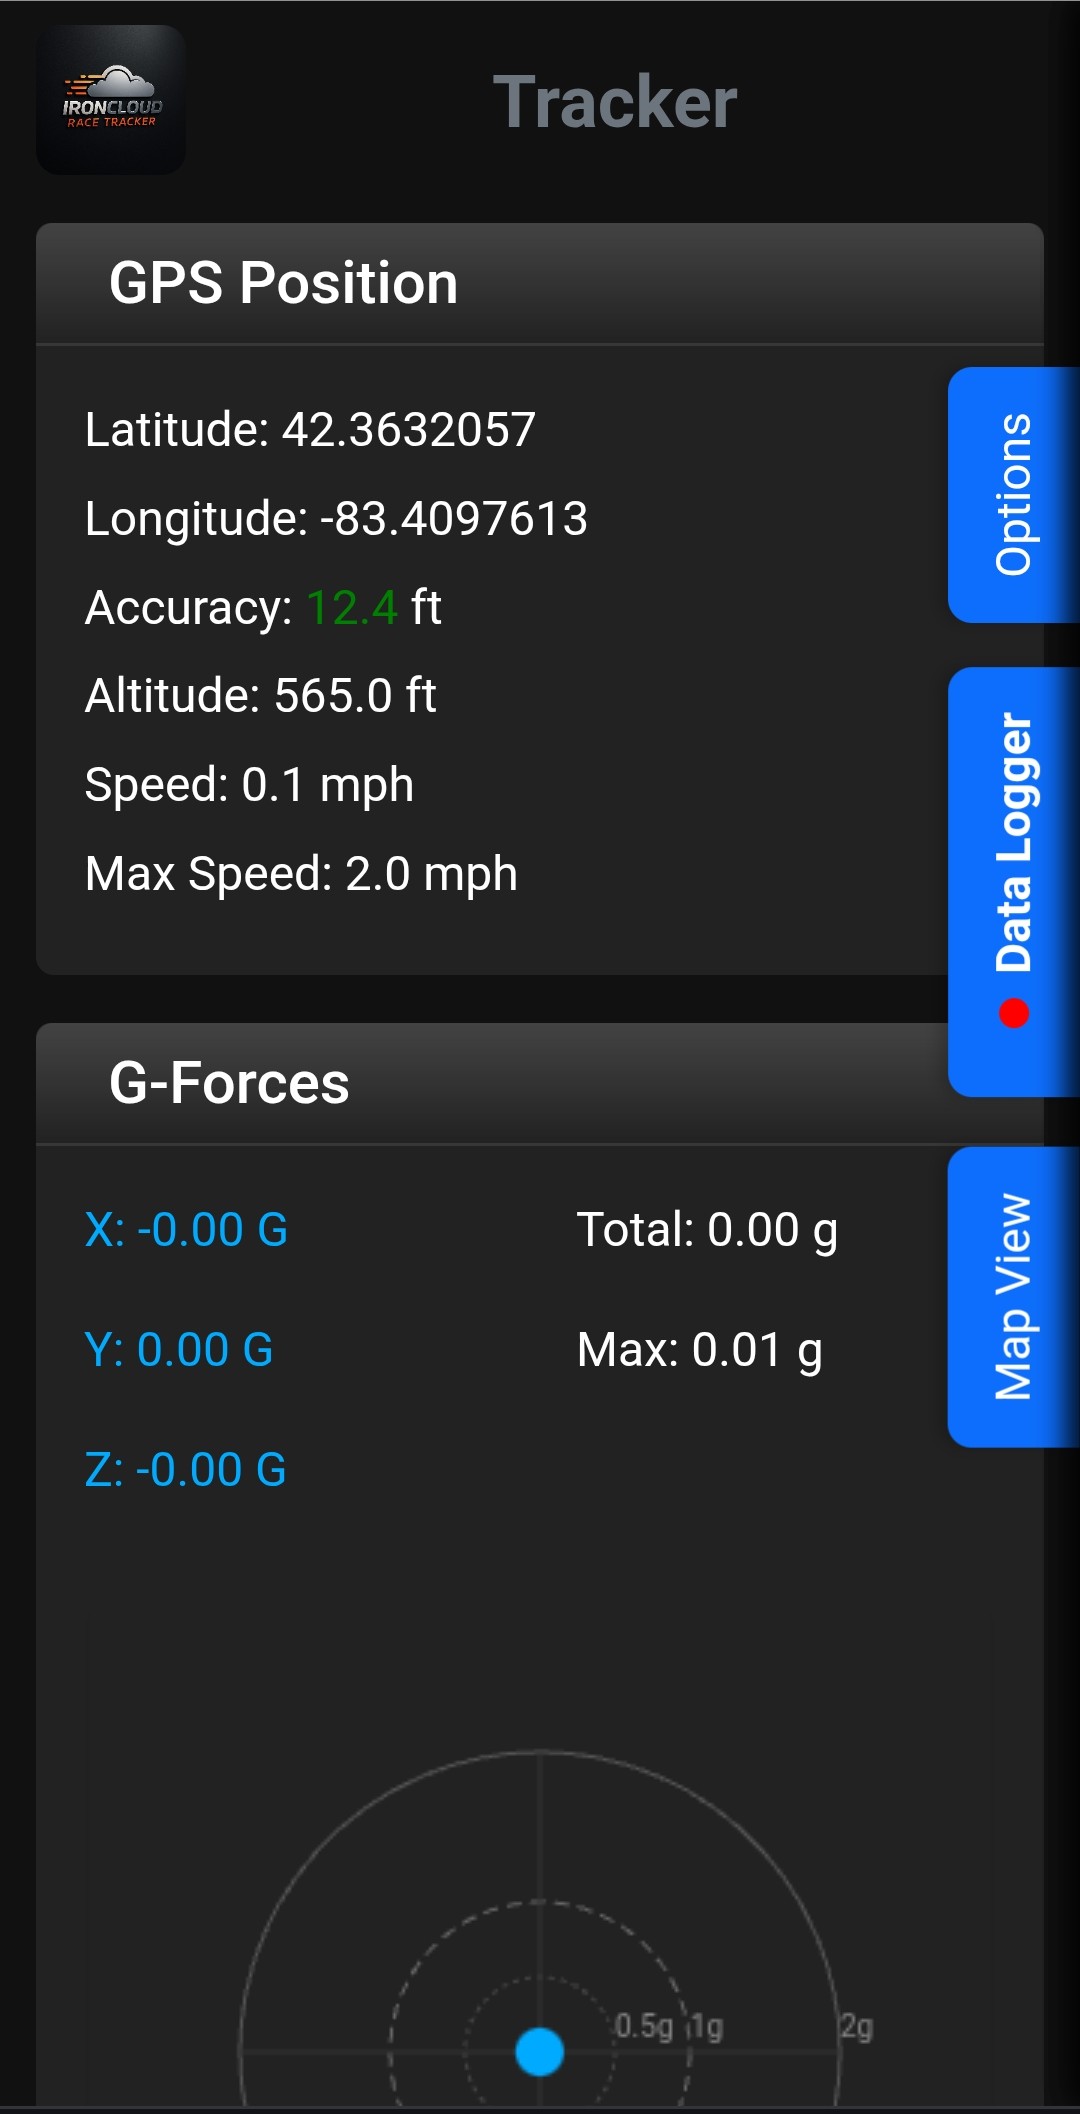 IRONCLOUD
RACE TRACKER
Tracker
GPS Position
Latitude: 42.3632057
Longitude: -83.4097613
Accuracy: 12.4 ft
Altitude: 565.0 ft
Speed: 0.1 mph
Max Speed: 2.0 mph
Options
Data Logger
Map View
G-Forces
X: -0.00 G
Total: 0.00 g
Y: 0.00 G
Max: 0.01 g
Z: -0.00 G
0.5g 1g 2g